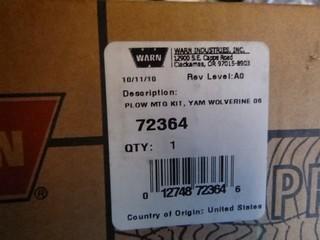 WARN
WARN INDUSTRIES, INC.
12900 S.E. Capps Road
Clackamas, OR 97015-8903
10/11/10 Rev Level:A0
Description:
PLOW MTG KIT, YAM WOLVERINE 06
72364
QTY: 1
0 12748 72364 6
Country of Origin: United States